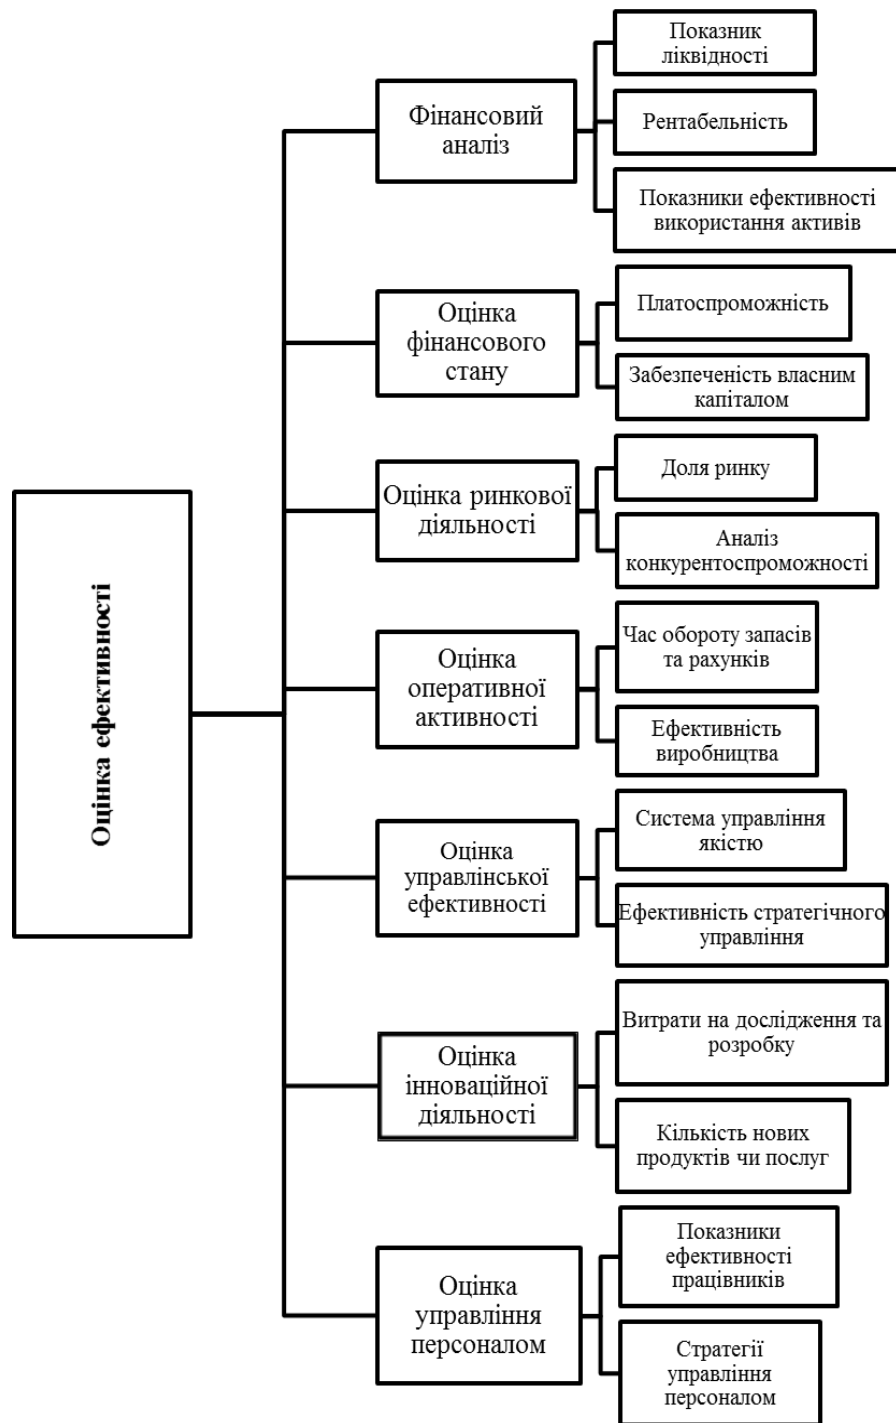 Оцінка ефективності
Фінансовий
аналіз
Показник
ліквідності
Рентабельність
Показники ефективності
використання активів
Оцінка
фінансового
стану
Платоспроможність
Забезпеченість власним
капіталом
Оцінка ринкової
діяльності
Доля ринку
Аналіз
конкурентоспроможності
Оцінка
оперативної
активності
Час обороту запасів
та рахунків
Ефективність
виробництва
Оцінка
управлінської
ефективності
Система управління
якістю
Ефективність стратегічного
управління
Оцінка
інноваційної
діяльності
Витрати на дослідження та
розробку
Кількість нових
продуктів чи послуг
Оцінка
управління
персоналом
Показники
ефективності
працівників
Стратегії
управління
персоналом